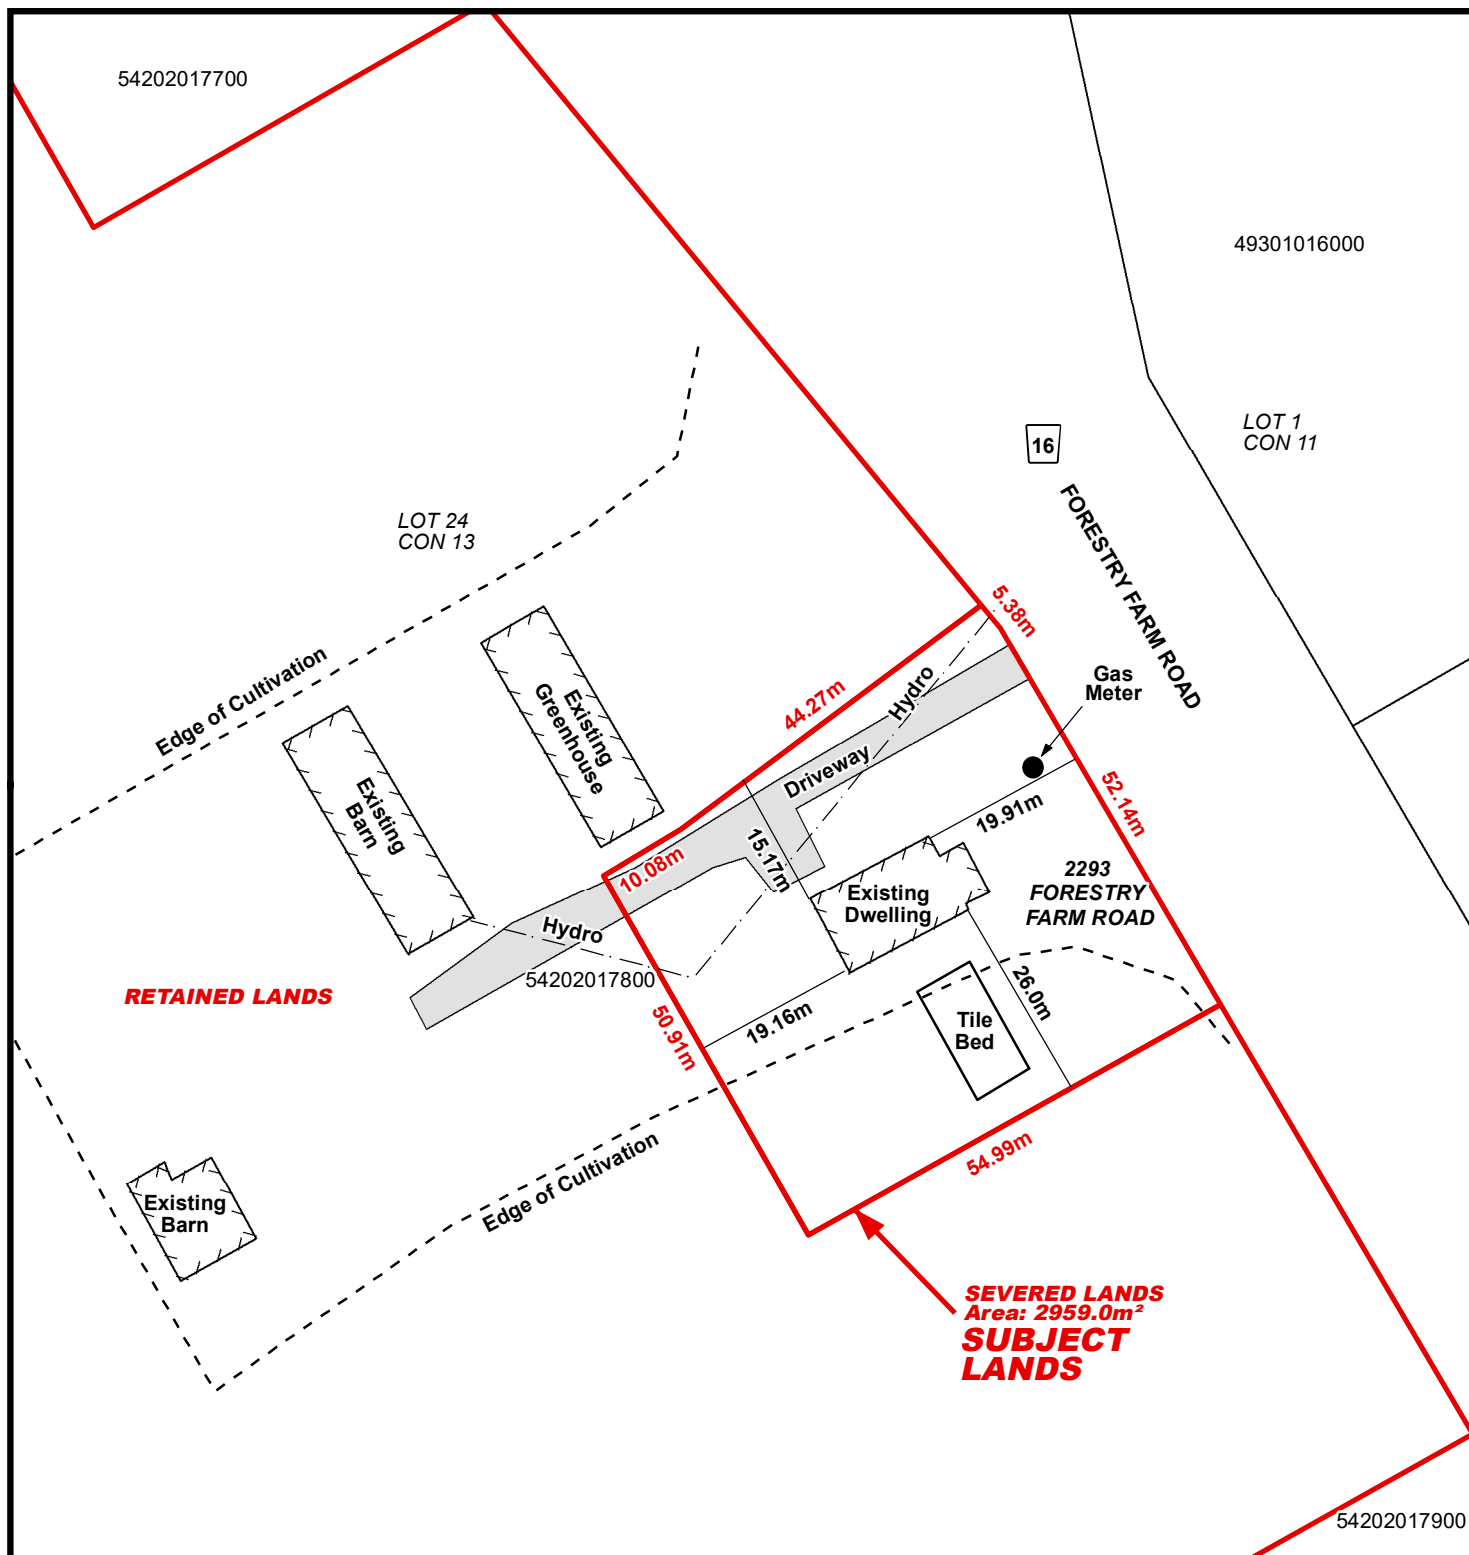 54202017700
49301016000
LOT 1
CON 11
16
FORESTRY FARM ROAD
LOT 24
CON 13
5.38m
Edge of Cultivation
Existing
Greenhouse
44.27m
Hydro
Gas
Meter
Existing
Barn
Driveway
52.14m
19.91m
15.17m
10.08m
2293
FORESTRY
FARM ROAD
Existing
Dwelling
Hydro
54202017800
RETAINED LANDS
26.0m
19.16m
50.91m
Tile
Bed
Edge of Cultivation
54.99m
Existing
Barn
SEVERED LANDS
Area: 2959.0m²
SUBJECT
LANDS
54202017900